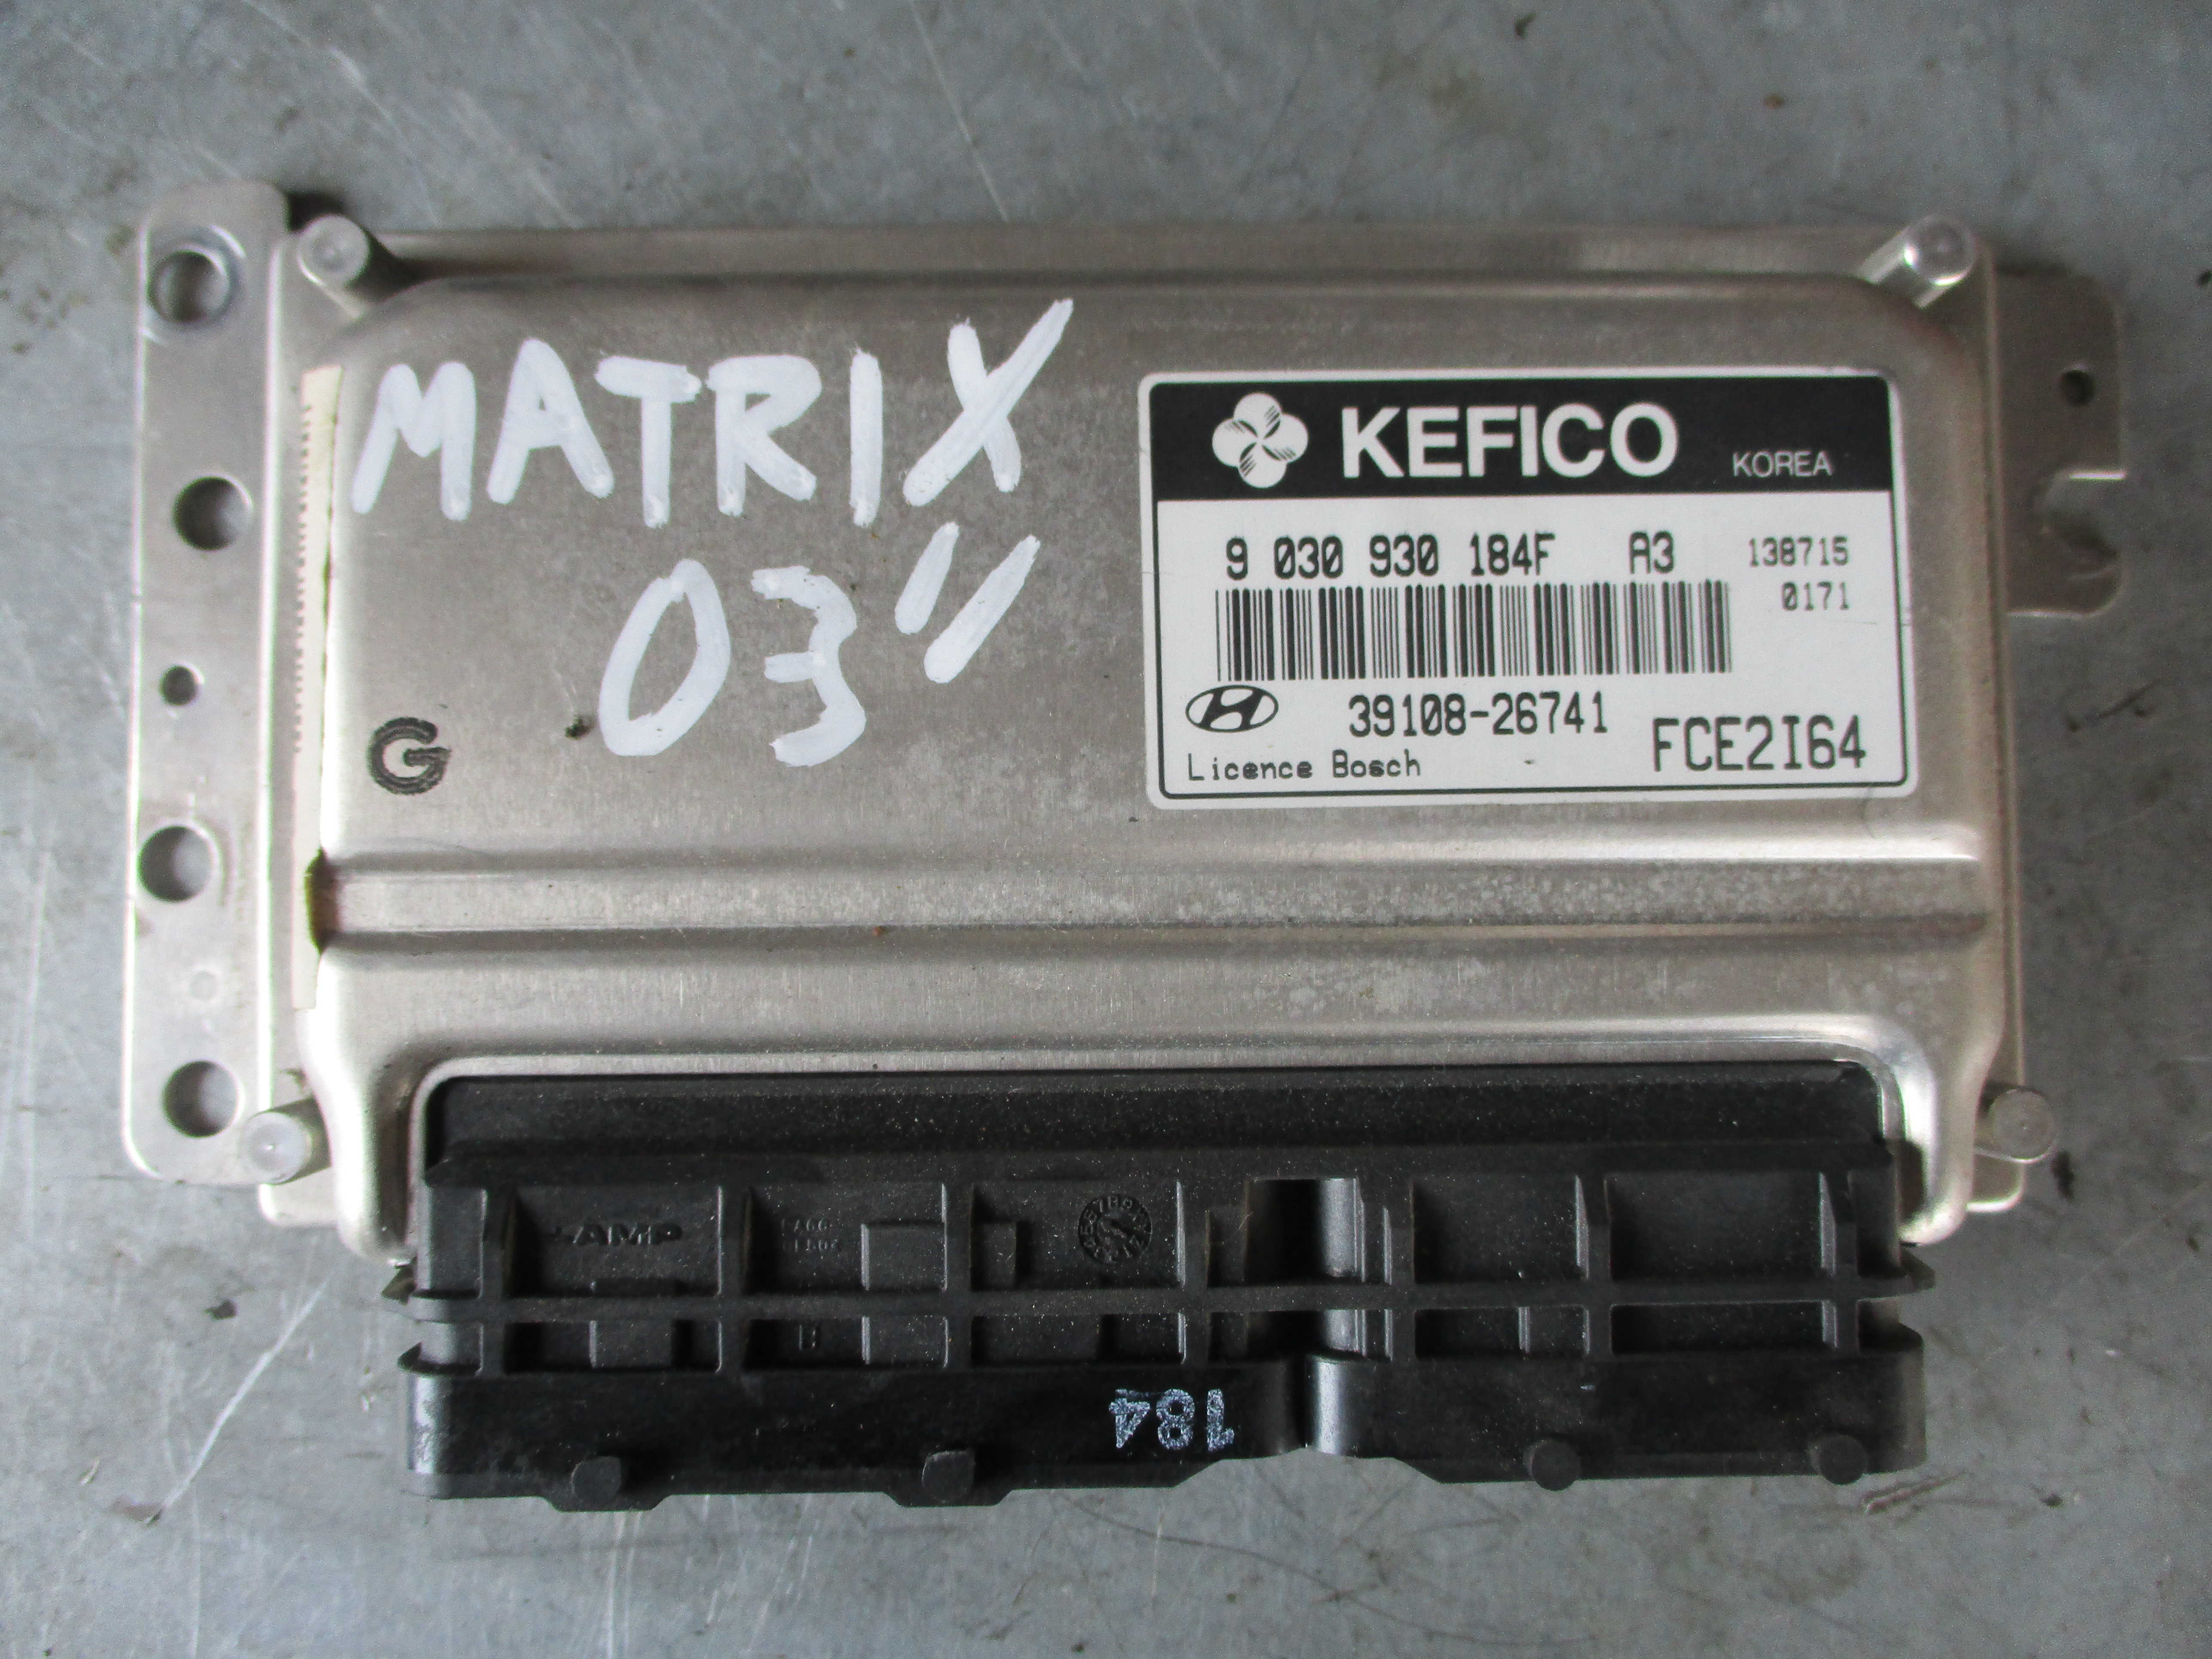 MATRIX
03"
G
KEFICO KOREA
9 030 930 184F A3 138715
0171
39108-26741
Licence Bosch FCE2I64
AMP
184